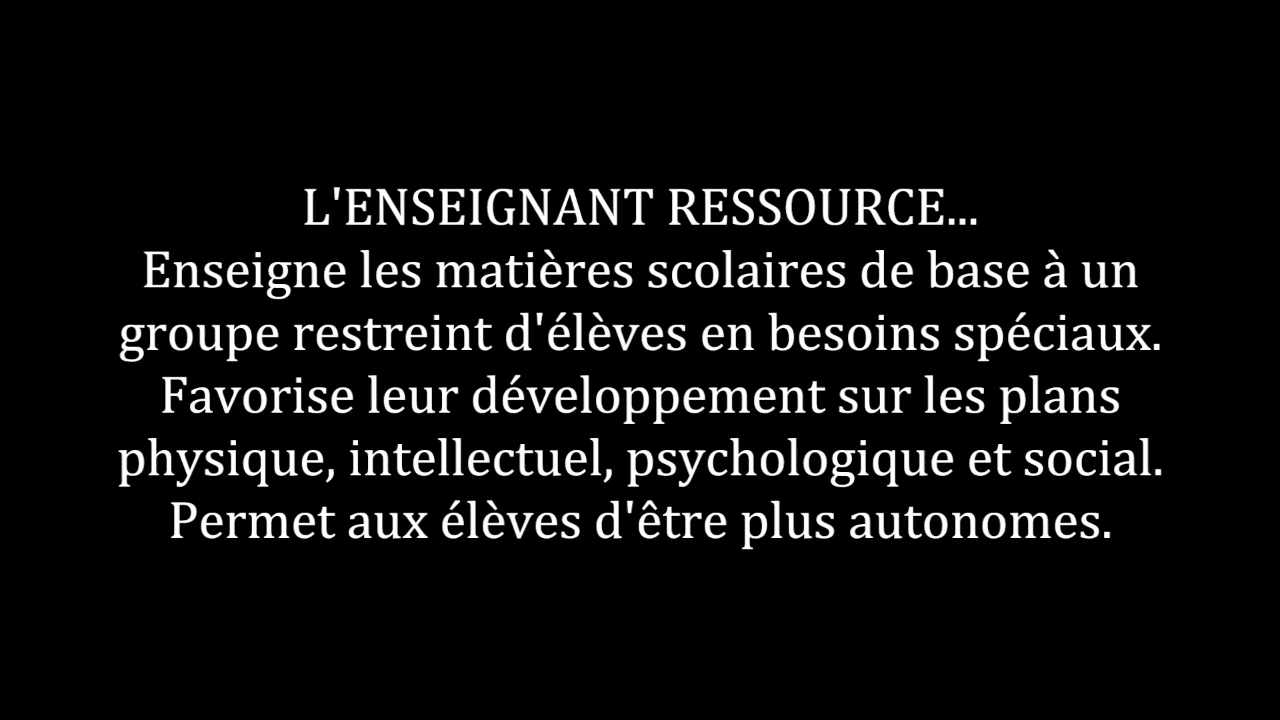 L'ENSEIGNANT RESSOURCE...
Enseigne les matières scolaires de base à un
groupe restreint d'élèves en besoins spéciaux.
Favorise leur développement sur les plans
physique, intellectuel, psychologique et social.
Permet aux élèves d'être plus autonomes.